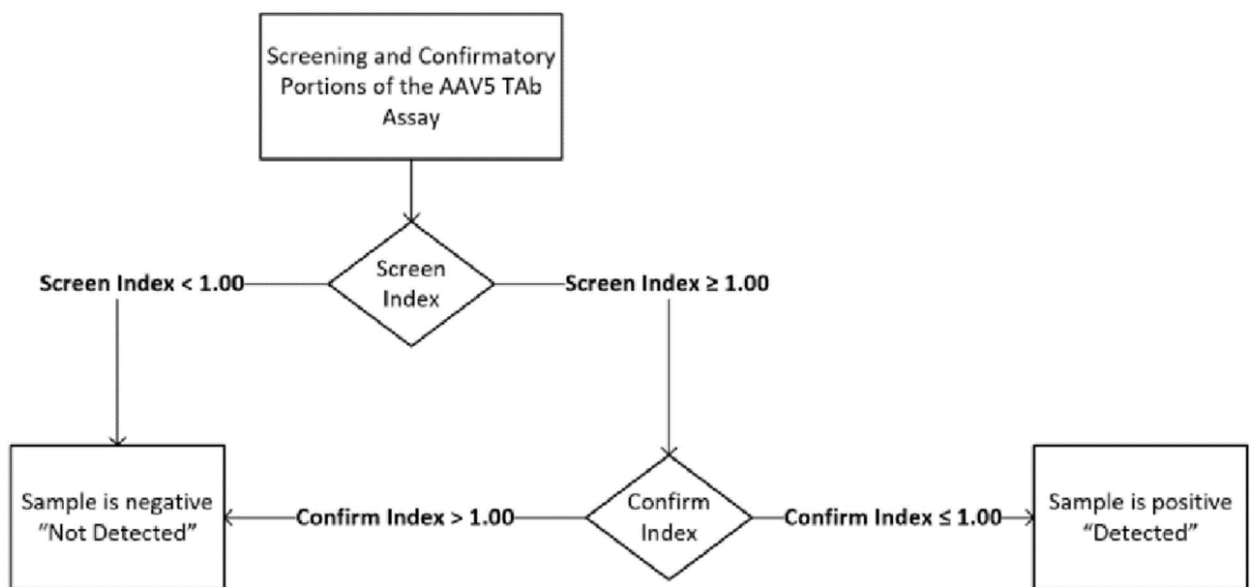 Screening and Confirmatory
Portions of the AAV5 TAb
Assay
Screen
Index
Screen Index < 1.00
Screen Index ≥ 1.00
Sample is negative
“Not Detected”
Confirm Index > 1.00
Confirm
Index
Confirm Index ≤ 1.00
Sample is positive
“Detected”